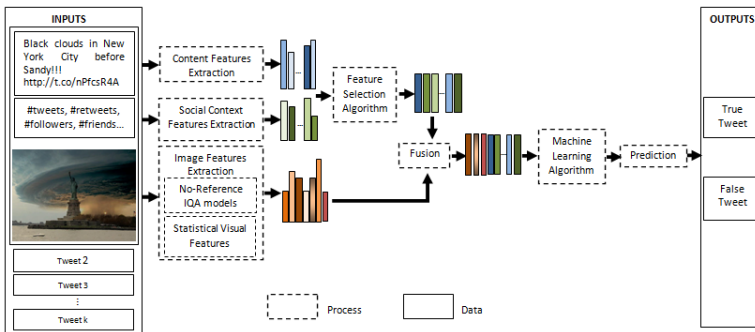 INPUTS
Black clouds in New
York City before
Sandy!!!
http://t.co/nPfcsR4A
#tweets, #retweets,
#followers, #friends...
Tweet 2
Tweet 3
⋮
Tweet k
Content Features
Extraction
Social Context
Features Extraction
Image Features
Extraction
No-Reference
IQA models
Statistical Visual
Features
...
...
Feature
Selection
Algorithm
...
Fusion
...
Machine
Learning
Algorithm
Prediction
OUTPUTS
True
Tweet
False
Tweet
Process
Data